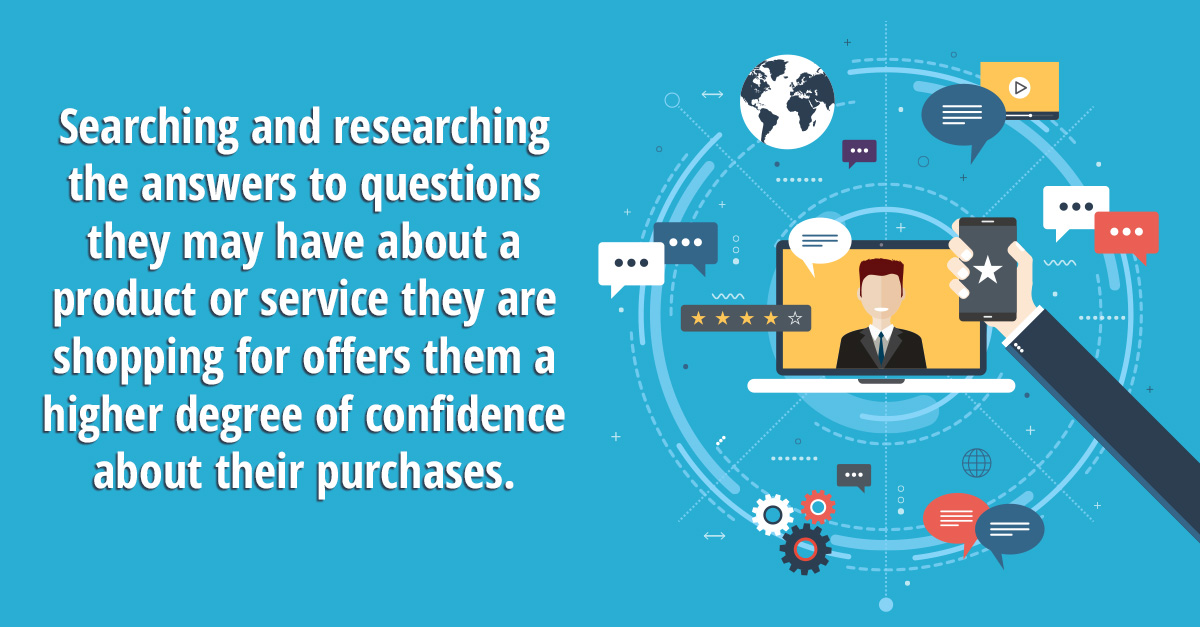 Searching and researching
the answers to questions
they may have about a
product or service they are
shopping for offers them a
higher degree of confidence
about their purchases.